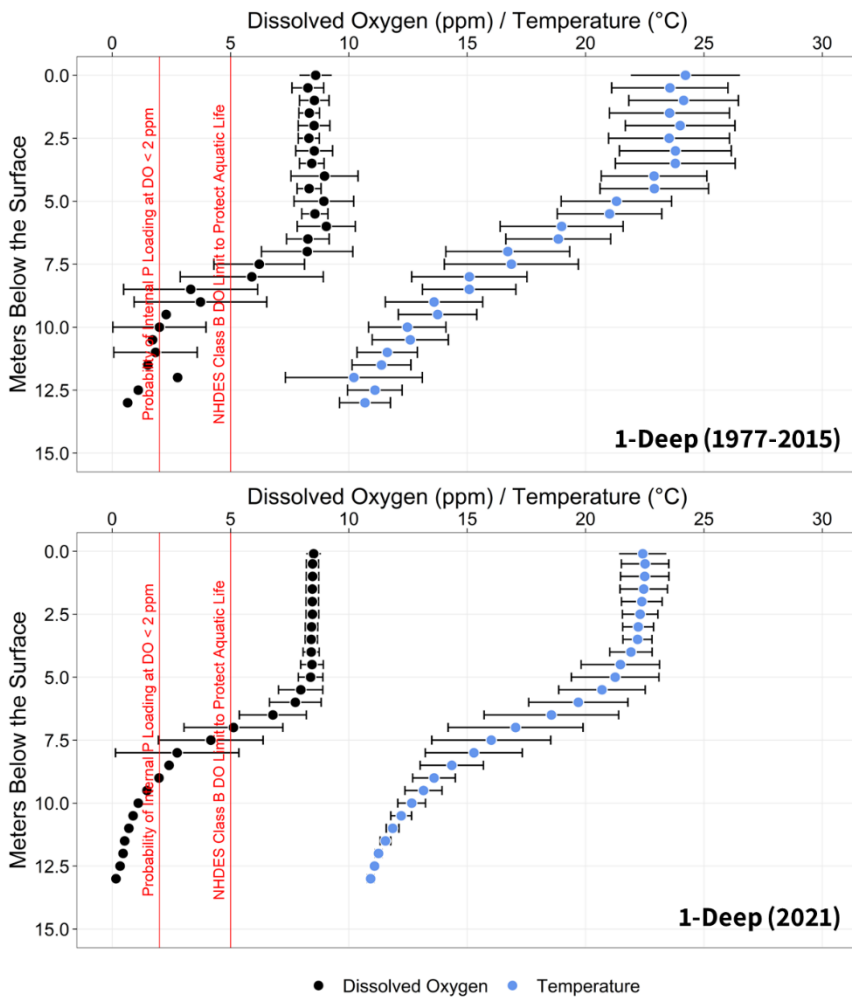 Dissolved Oxygen (ppm) / Temperature (°C)
0 5 10 15 20 25 30
Meters Below the Surface
0.0
2.5
5.0
7.5
10.0
12.5
15.0
Probability of Internal P Loading at DO < 2 ppm
NHDES Class B DO Limit to Protect Aquatic Life
1-Deep (1977-2015)
Dissolved Oxygen (ppm) / Temperature (°C)
0 5 10 15 20 25 30
Meters Below the Surface
0.0
2.5
5.0
7.5
10.0
12.5
15.0
Probability of Internal P Loading at DO < 2 ppm
NHDES Class B DO Limit to Protect Aquatic Life
1-Deep (2021)
Dissolved Oxygen Temperature